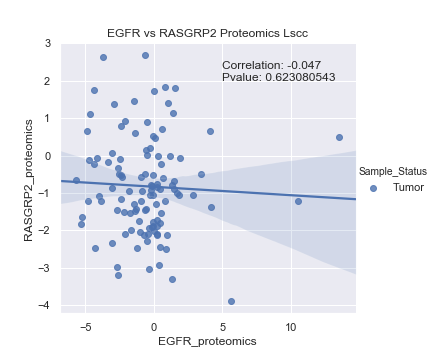 EGFR vs RASGRP2 Proteomics Lscc
Correlation: -0.047
Pvalue: 0.623080543
3
2
1
0
−1
−2
−3
−4
RASGRP2_proteomics
−5
0
5
10
EGFR_proteomics
Sample_Status
Tumor